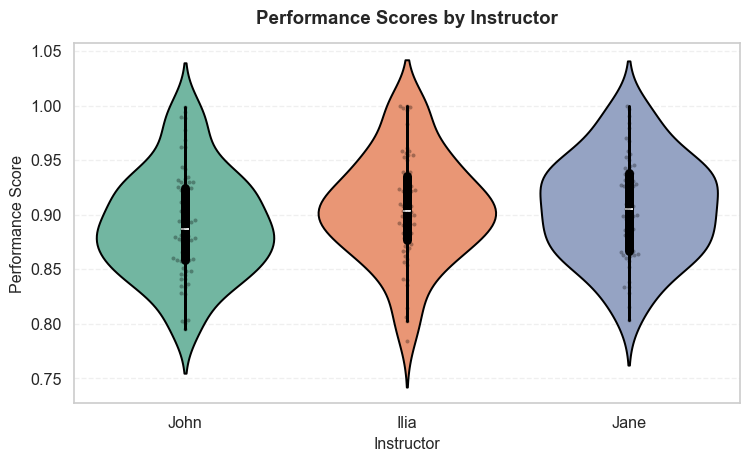 Performance Scores by Instructor
Performance Score
1.05
1.00
0.95
0.90
0.85
0.80
0.75
John
Ilia
Jane
Instructor